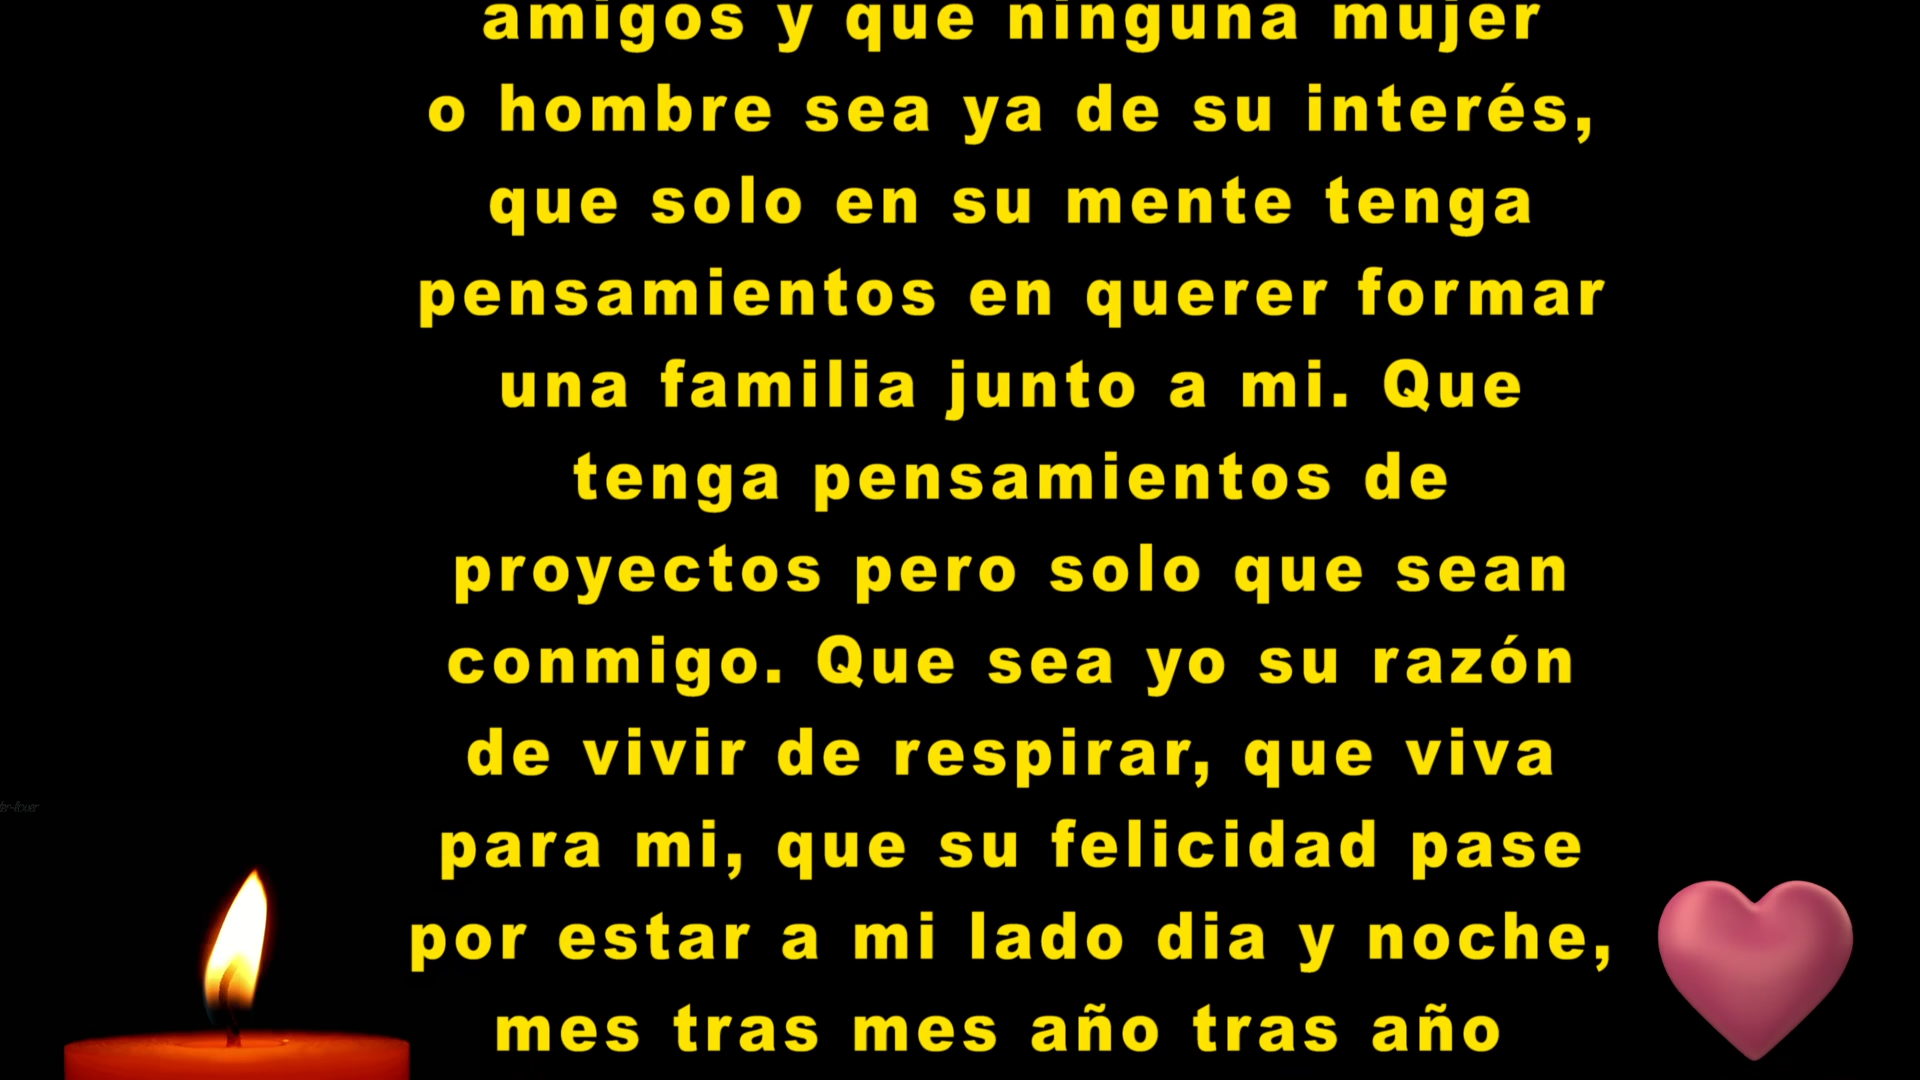 amigos y que ninguna mujer
o hombre sea ya de su interés,
que solo en su mente tenga
pensamientos en querer formar
una familia junto a mi. Que
tenga pensamientos de
proyectos pero solo que sean
conmigo. Que sea yo su razón
de vivir de respirar, que viva
para mi, que su felicidad pase
por estar a mi lado dia y noche,
mes tras mes año tras año